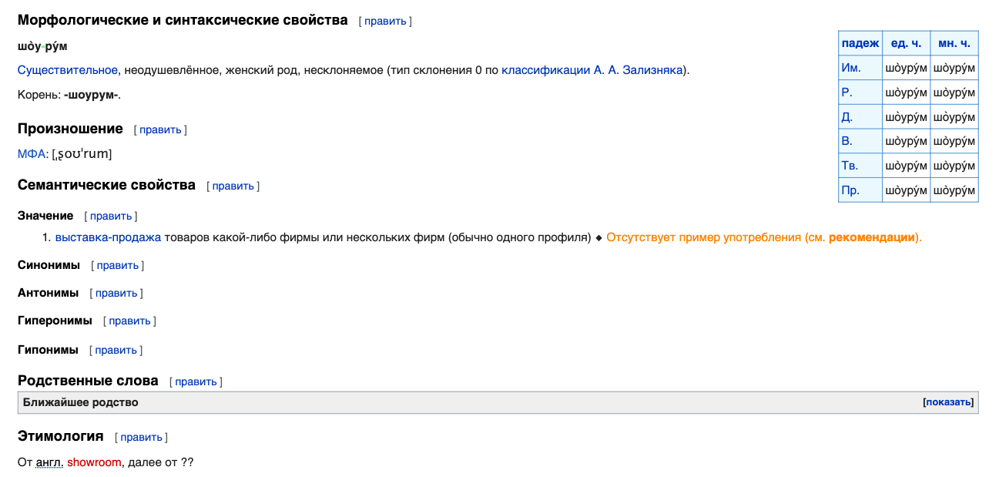 Морфологические и синтаксические свойства [ править ]
шо̀у-ру́м
Существительное, неодушевлённое, женский род, несклоняемое (тип склонения 0 по классификации А. А. Зализняка).
Корень: -шоурум-.
падеж ед. ч. мн. ч.
Им. шо̀уру́м шо̀уру́м
Р. шо̀уру́м шо̀уру́м
Д. шо̀уру́м шо̀уру́м
В. шо̀уру́м шо̀уру́м
Тв. шо̀уру́м шо̀уру́м
Пр. шо̀уру́м шо̀уру́м
Произношение [ править ]
МФА: [ˌʂoʊˈrum]
Семантические свойства [ править ]
Значение [ править ]
1. выставка-продажа товаров какой-либо фирмы или нескольких фирм (обычно одного профиля) ◆ Отсутствует пример употребления (см. рекомендации).
Синонимы [ править ]
Антонимы [ править ]
Гиперонимы [ править ]
Гипонимы [ править ]
Родственные слова [ править ]
Ближайшее родство [показать]
Этимология [ править ]
От англ. showroom, далее от ??